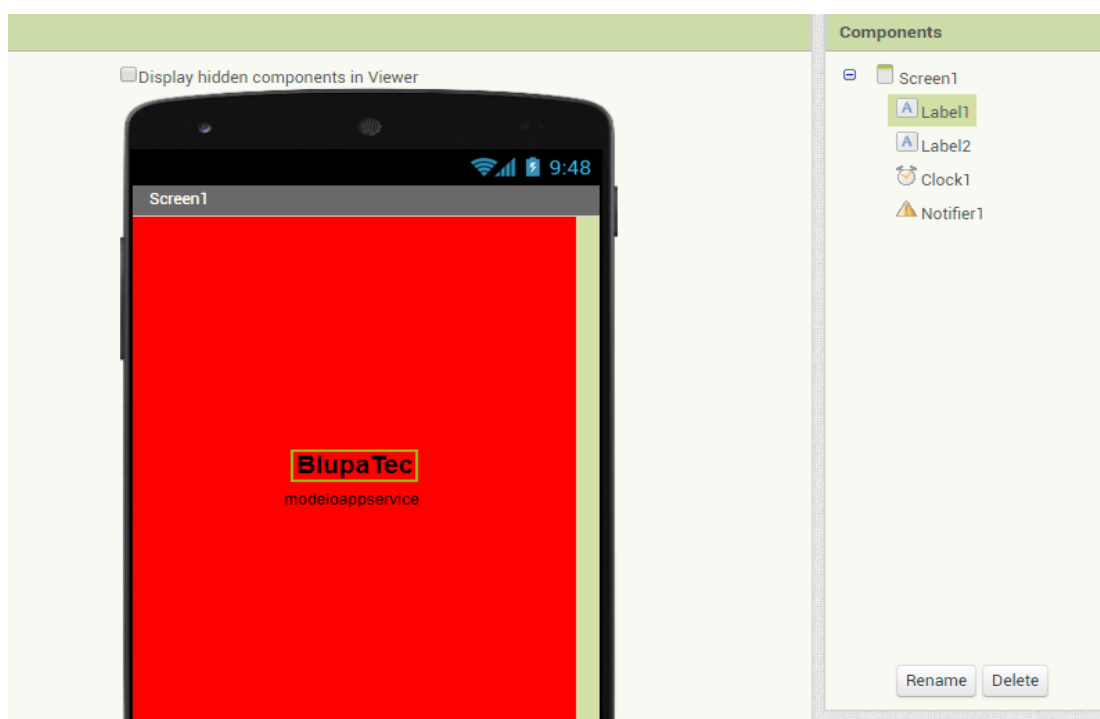 Components
Display hidden components in Viewer
Screen1
Label1
Label2
Clock1
Notifier1
9:48
Screen1
BlupaTec
modeloappservice
Rename Delete